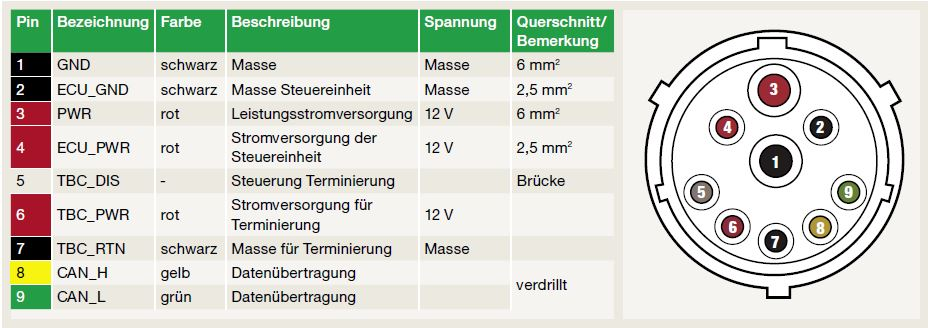 Pin Bezeichnung Farbe Beschreibung Spannung Querschnitt/
Bemerkung
1 GND schwarz Masse Masse 6 mm²
2 ECU_GND schwarz Masse Steuereinheit Masse 2,5 mm²
3 PWR rot Leistungsstromversorgung 12 V 6 mm²
4 ECU_PWR rot Stromversorgung der
Steuereinheit 12 V 2,5 mm²
5 TBC_DIS - Steuerung Terminierung Brücke
6 TBC_PWR rot Stromversorgung für
Terminierung 12 V
7 TBC_RTN schwarz Masse für Terminierung Masse
8 CAN_H gelb Datenübertragung
9 CAN_L grün Datenübertragung
verdrillt
3
4
2
1
5
9
6
8
7